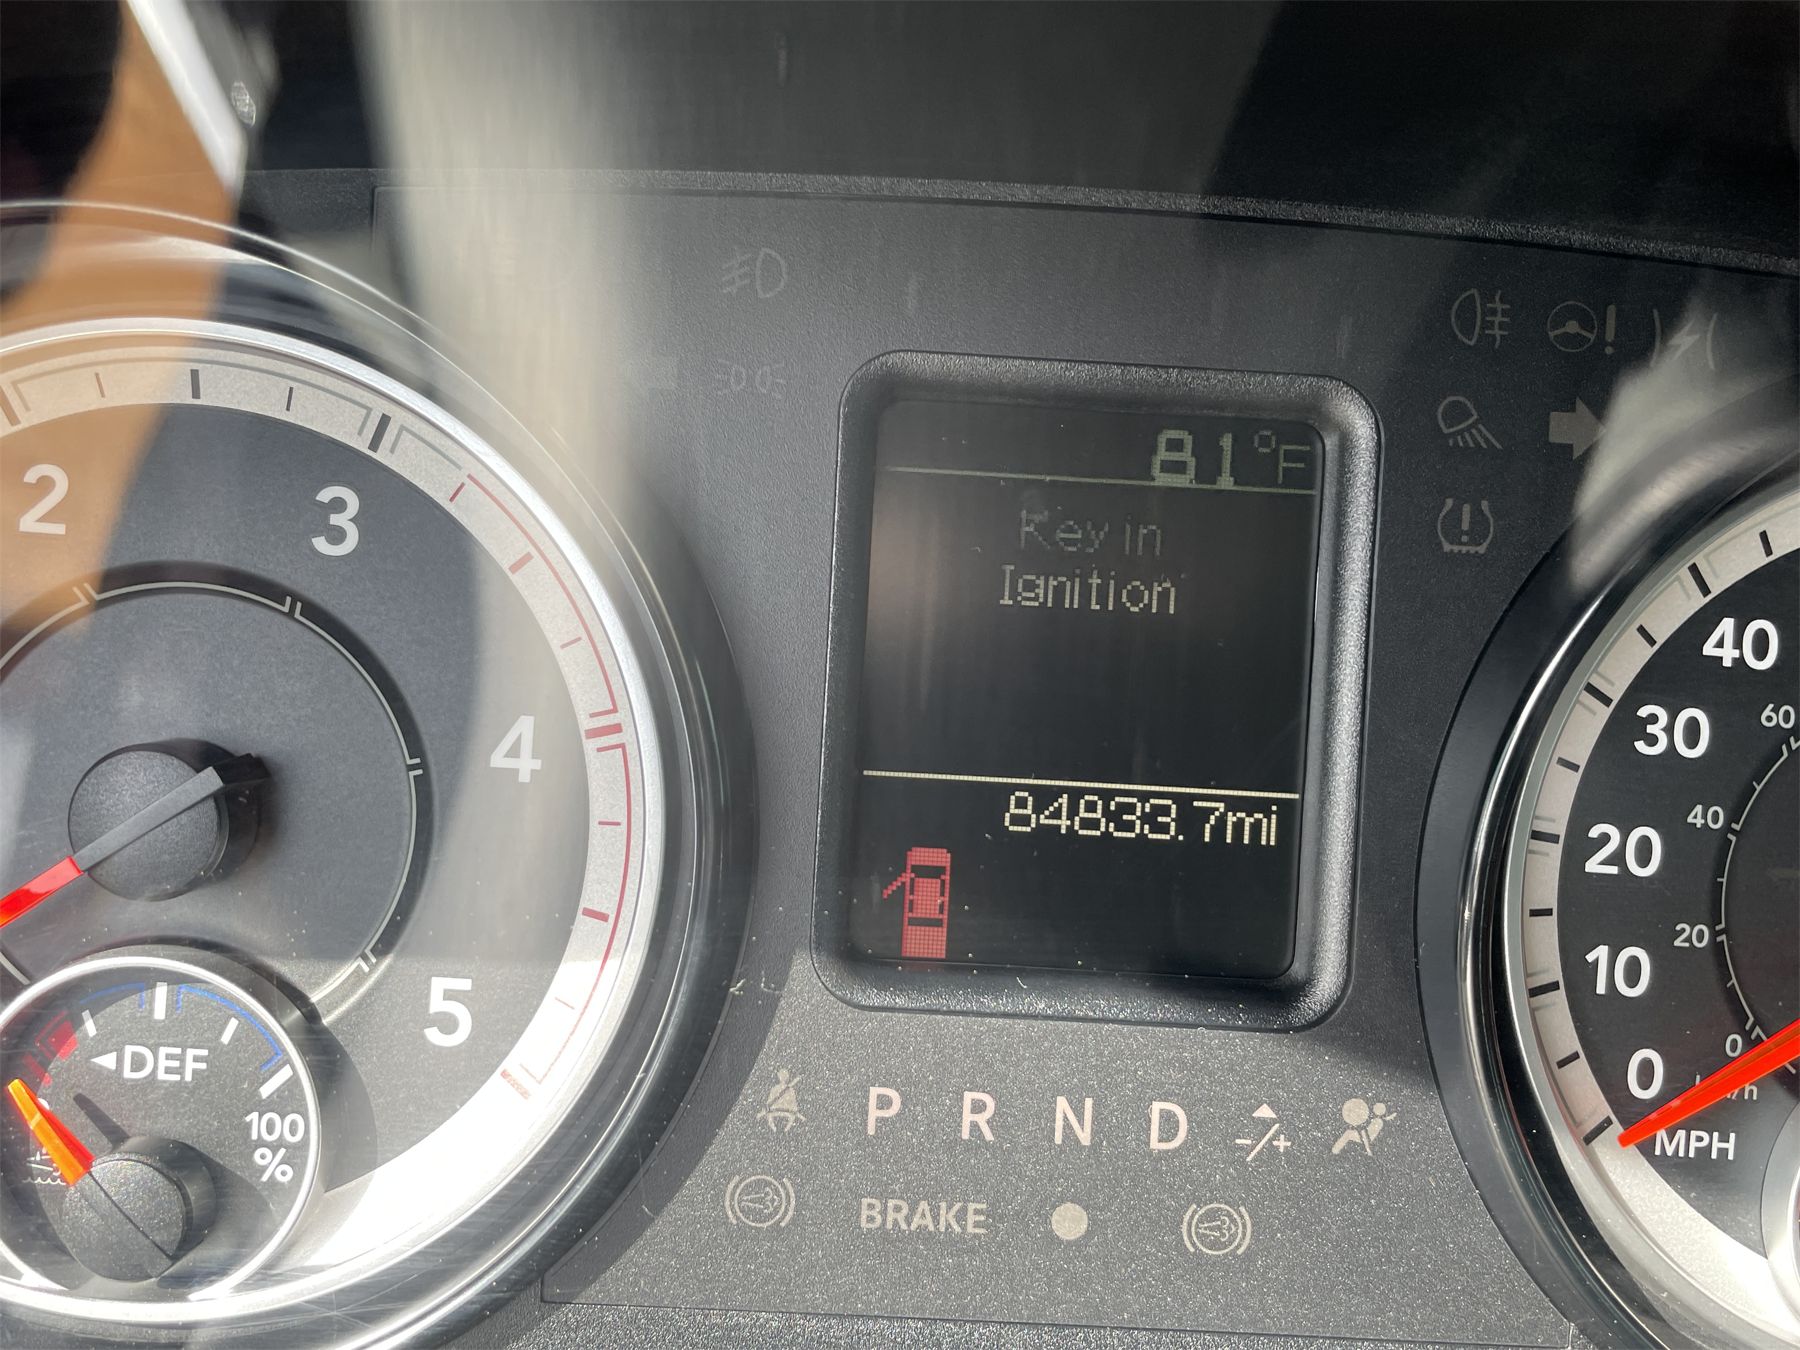 81°F
Key in
Ignition
84833.7mi
2
3
4
5
◄DEF
100
%
P R N D -/+
BRAKE
40
30
20
10
0
MPH
60
40
20
0